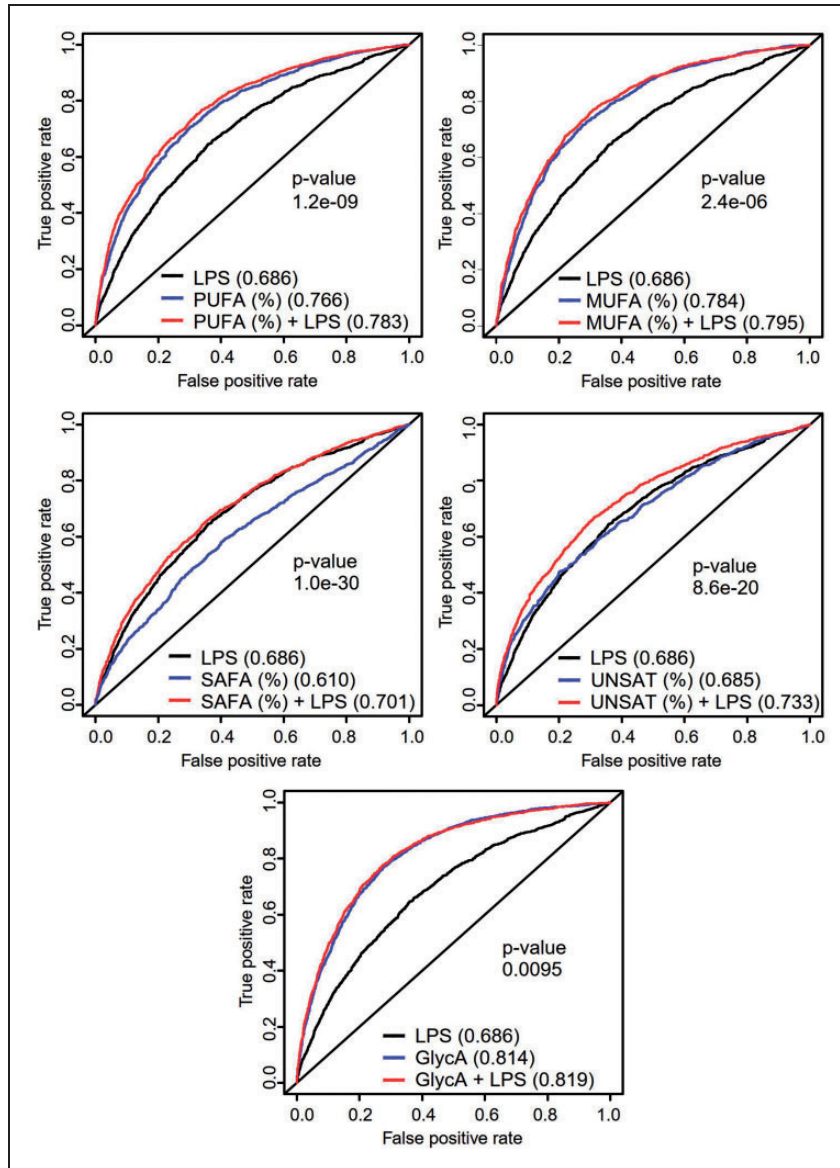 True positive rate
0.0 0.2 0.4 0.6 0.8 1.0
p-value
1.2e-09
LPS (0.686)
PUFA (%) (0.766)
PUFA (%) + LPS (0.783)
0.0 0.2 0.4 0.6 0.8 1.0
False positive rate
True positive rate
0.0 0.2 0.4 0.6 0.8 1.0
p-value
2.4e-06
LPS (0.686)
MUFA (%) (0.784)
MUFA (%) + LPS (0.795)
0.0 0.2 0.4 0.6 0.8 1.0
False positive rate
True positive rate
0.0 0.2 0.4 0.6 0.8 1.0
p-value
1.0e-30
LPS (0.686)
SAFA (%) (0.610)
SAFA (%) + LPS (0.701)
0.0 0.2 0.4 0.6 0.8 1.0
False positive rate
True positive rate
0.0 0.2 0.4 0.6 0.8 1.0
p-value
8.6e-20
LPS (0.686)
UNSAT (%) (0.685)
UNSAT (%) + LPS (0.733)
0.0 0.2 0.4 0.6 0.8 1.0
False positive rate
True positive rate
0.0 0.2 0.4 0.6 0.8 1.0
p-value
0.0095
LPS (0.686)
GlycA (0.814)
GlycA + LPS (0.819)
0.0 0.2 0.4 0.6 0.8 1.0
False positive rate